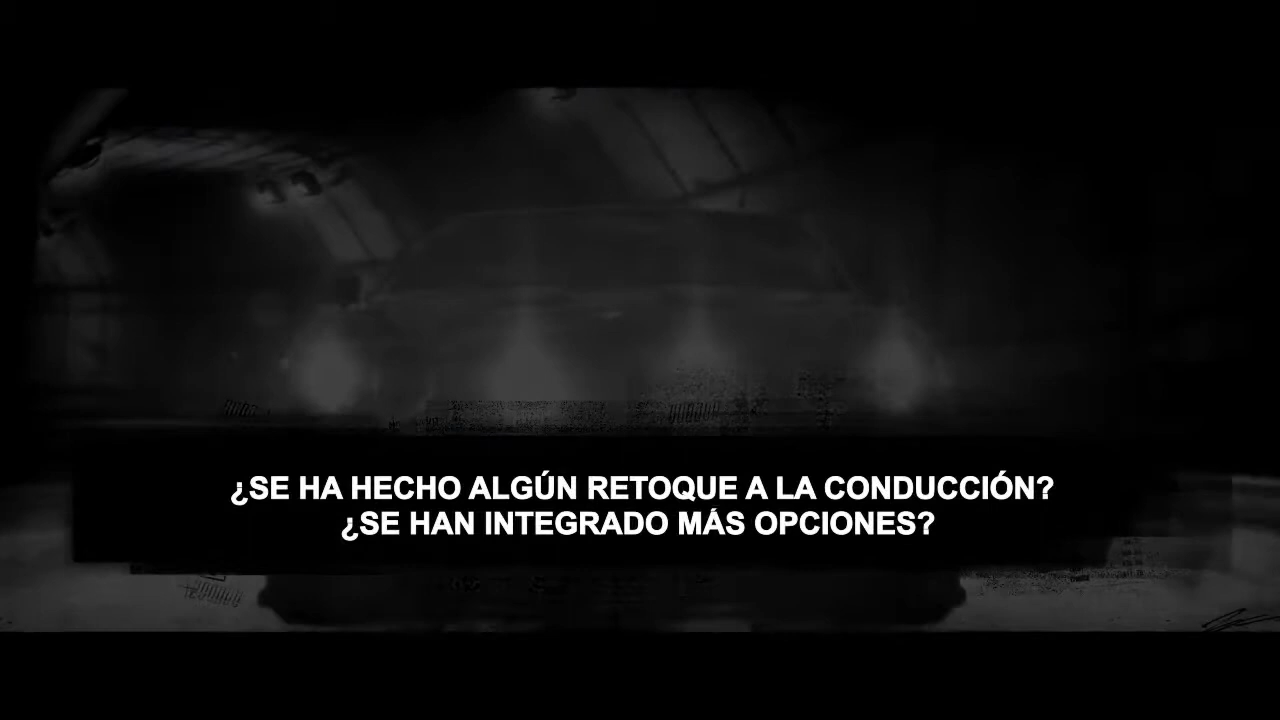 ¿SE HA HECHO ALGÚN RETOQUE A LA CONDUCCIÓN?
¿SE HAN INTEGRADO MÁS OPCIONES?